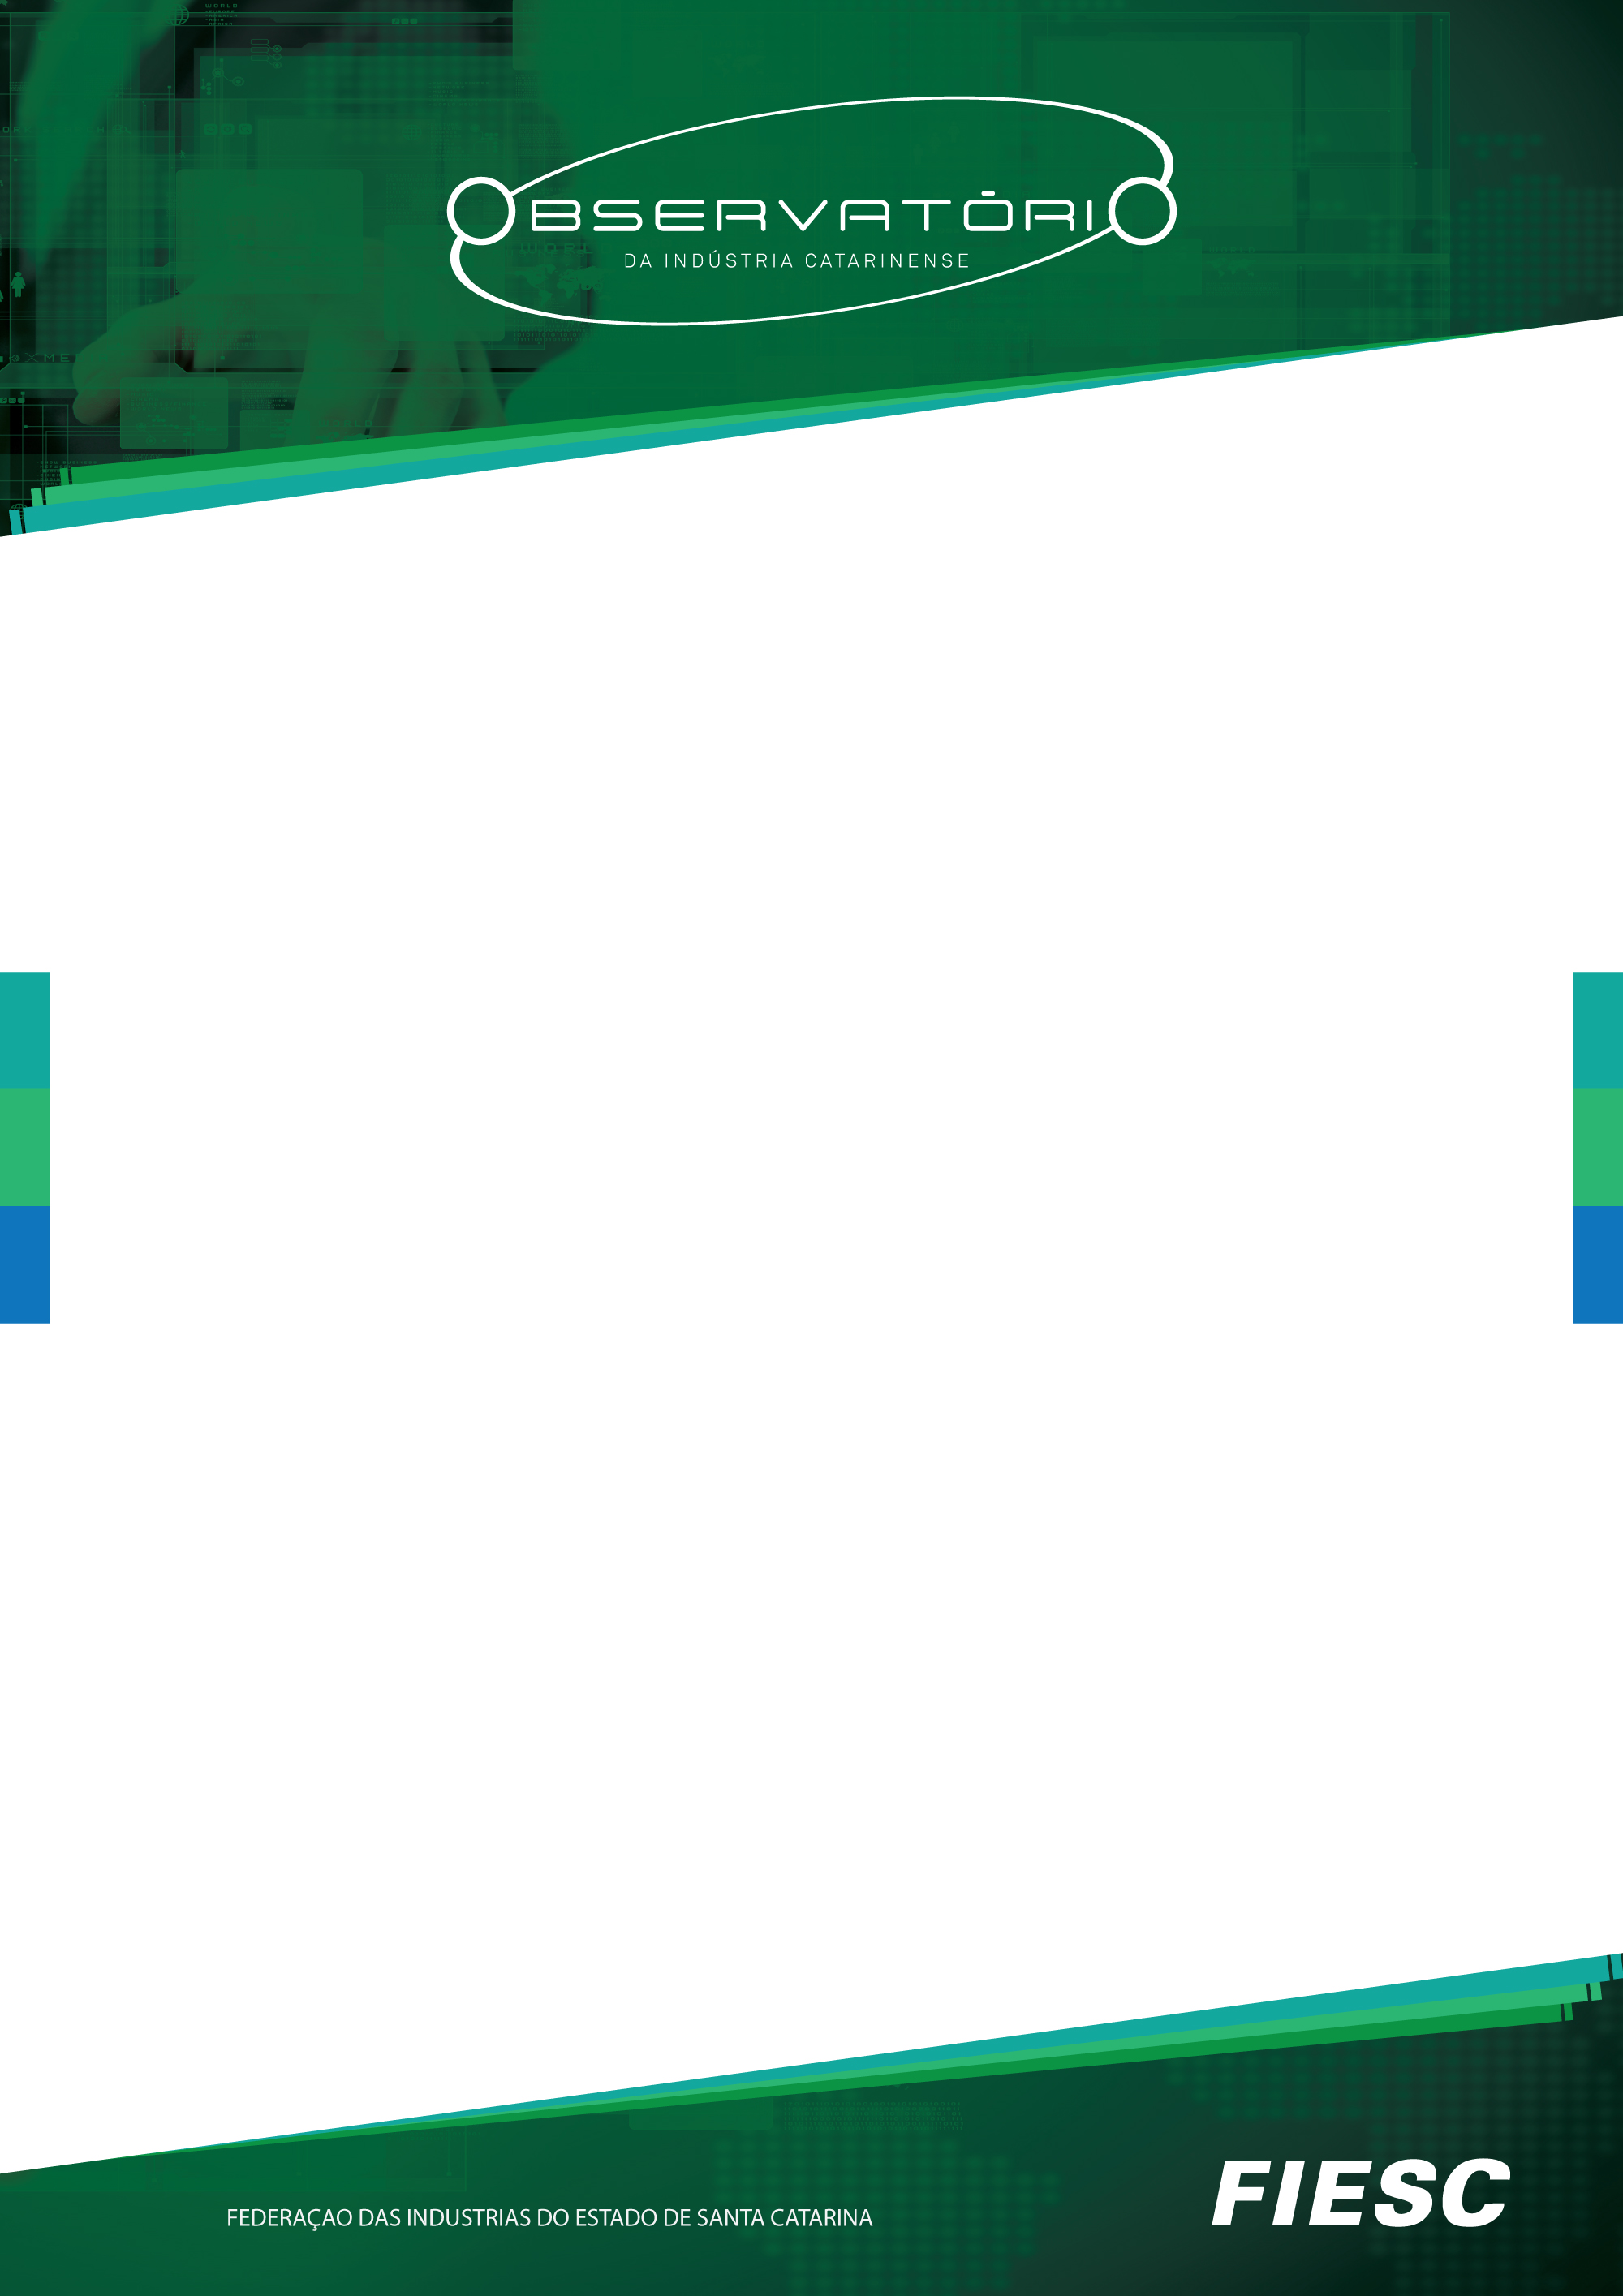 OBSERVATÓRIO
DA INDÚSTRIA CATARINENSE
FEDERAÇAO DAS INDUSTRIAS DO ESTADO DE SANTA CATARINA
FIESC